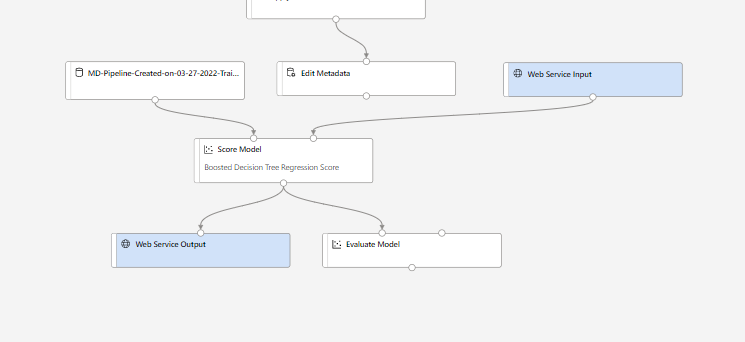 MD-Pipeline-Created-on-03-27-2022-Trai...
Edit Metadata
Web Service Input
Score Model
Boosted Decision Tree Regression Score
Web Service Output
Evaluate Model